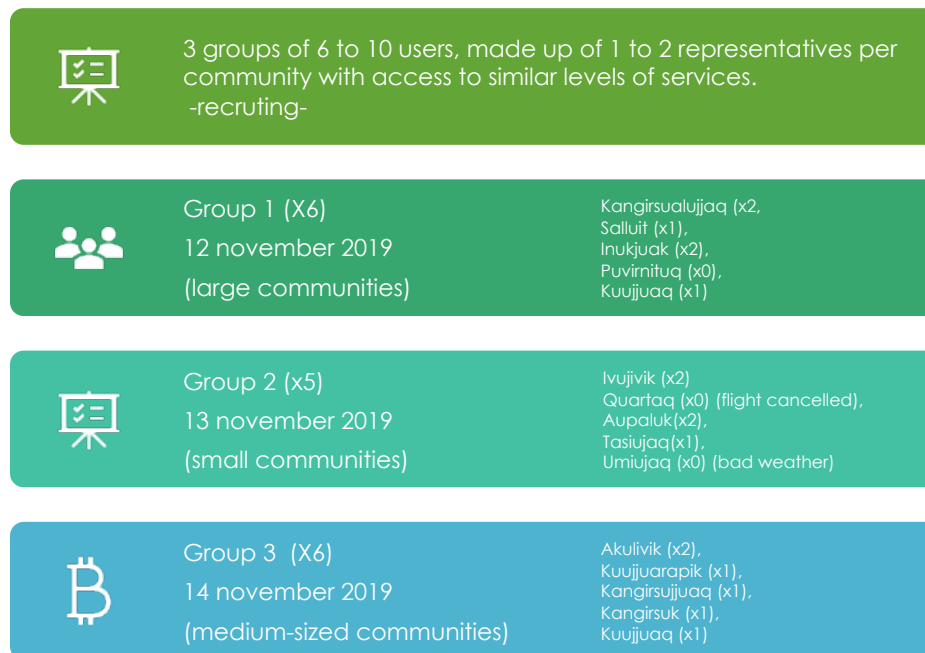 3 groups of 6 to 10 users, made up of 1 to 2 representatives per
community with access to similar levels of services.
-recruting-
Group 1 (X6)
12 november 2019
(large communities)
Kangirsualujjaq (x2,
Salluit (x1),
Inukjuak (x2),
Puvirnituq (x0),
Kuujjuaq (x1)
Group 2 (x5)
13 november 2019
(small communities)
Ivujivik (x2)
Quartaq (x0) (flight cancelled),
Aupaluk(x2),
Tasiujaq(x1),
Umiujaq (x0) (bad weather)
Group 3  (X6)
14 november 2019
(medium-sized communities)
Akulivik (x2),
Kuujjuarapik (x1),
Kangirsujjuaq (x1),
Kangirsuk (x1),
Kuujjuaq (x1)